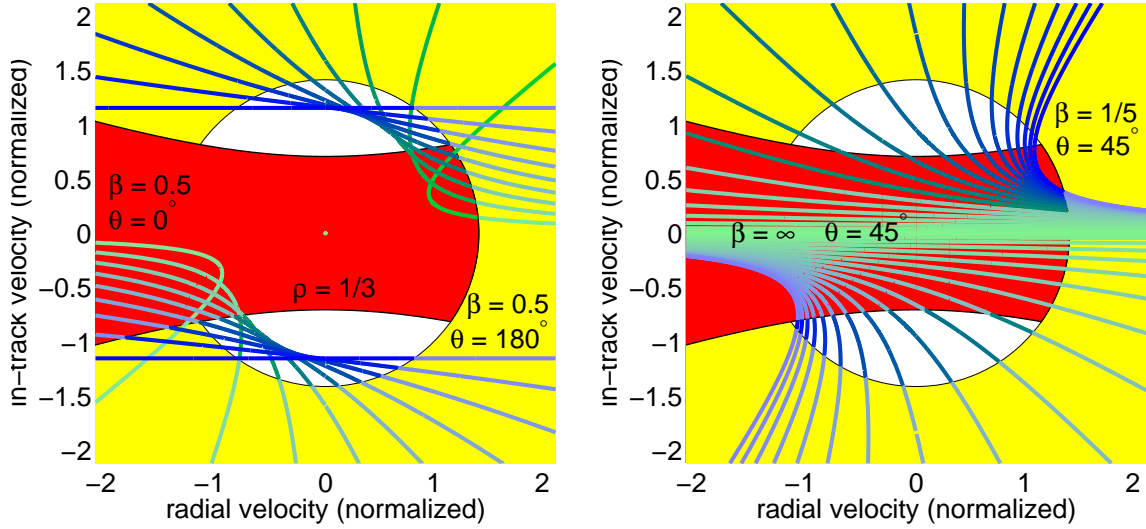 2
1.5
1
0.5
0
−0.5
−1
−1.5
−2
in−track velocity (normalized)
β = 0.5
θ = 0°
ρ = 1/3
β = 0.5
θ = 180°
−2 −1 0 1 2
radial velocity (normalized)
2
1.5
1
0.5
0
−0.5
−1
−1.5
−2
in−track velocity (normalized)
β = 1/5
θ = 45°
β = ∞ θ = 45°
−2 −1 0 1 2
radial velocity (normalized)